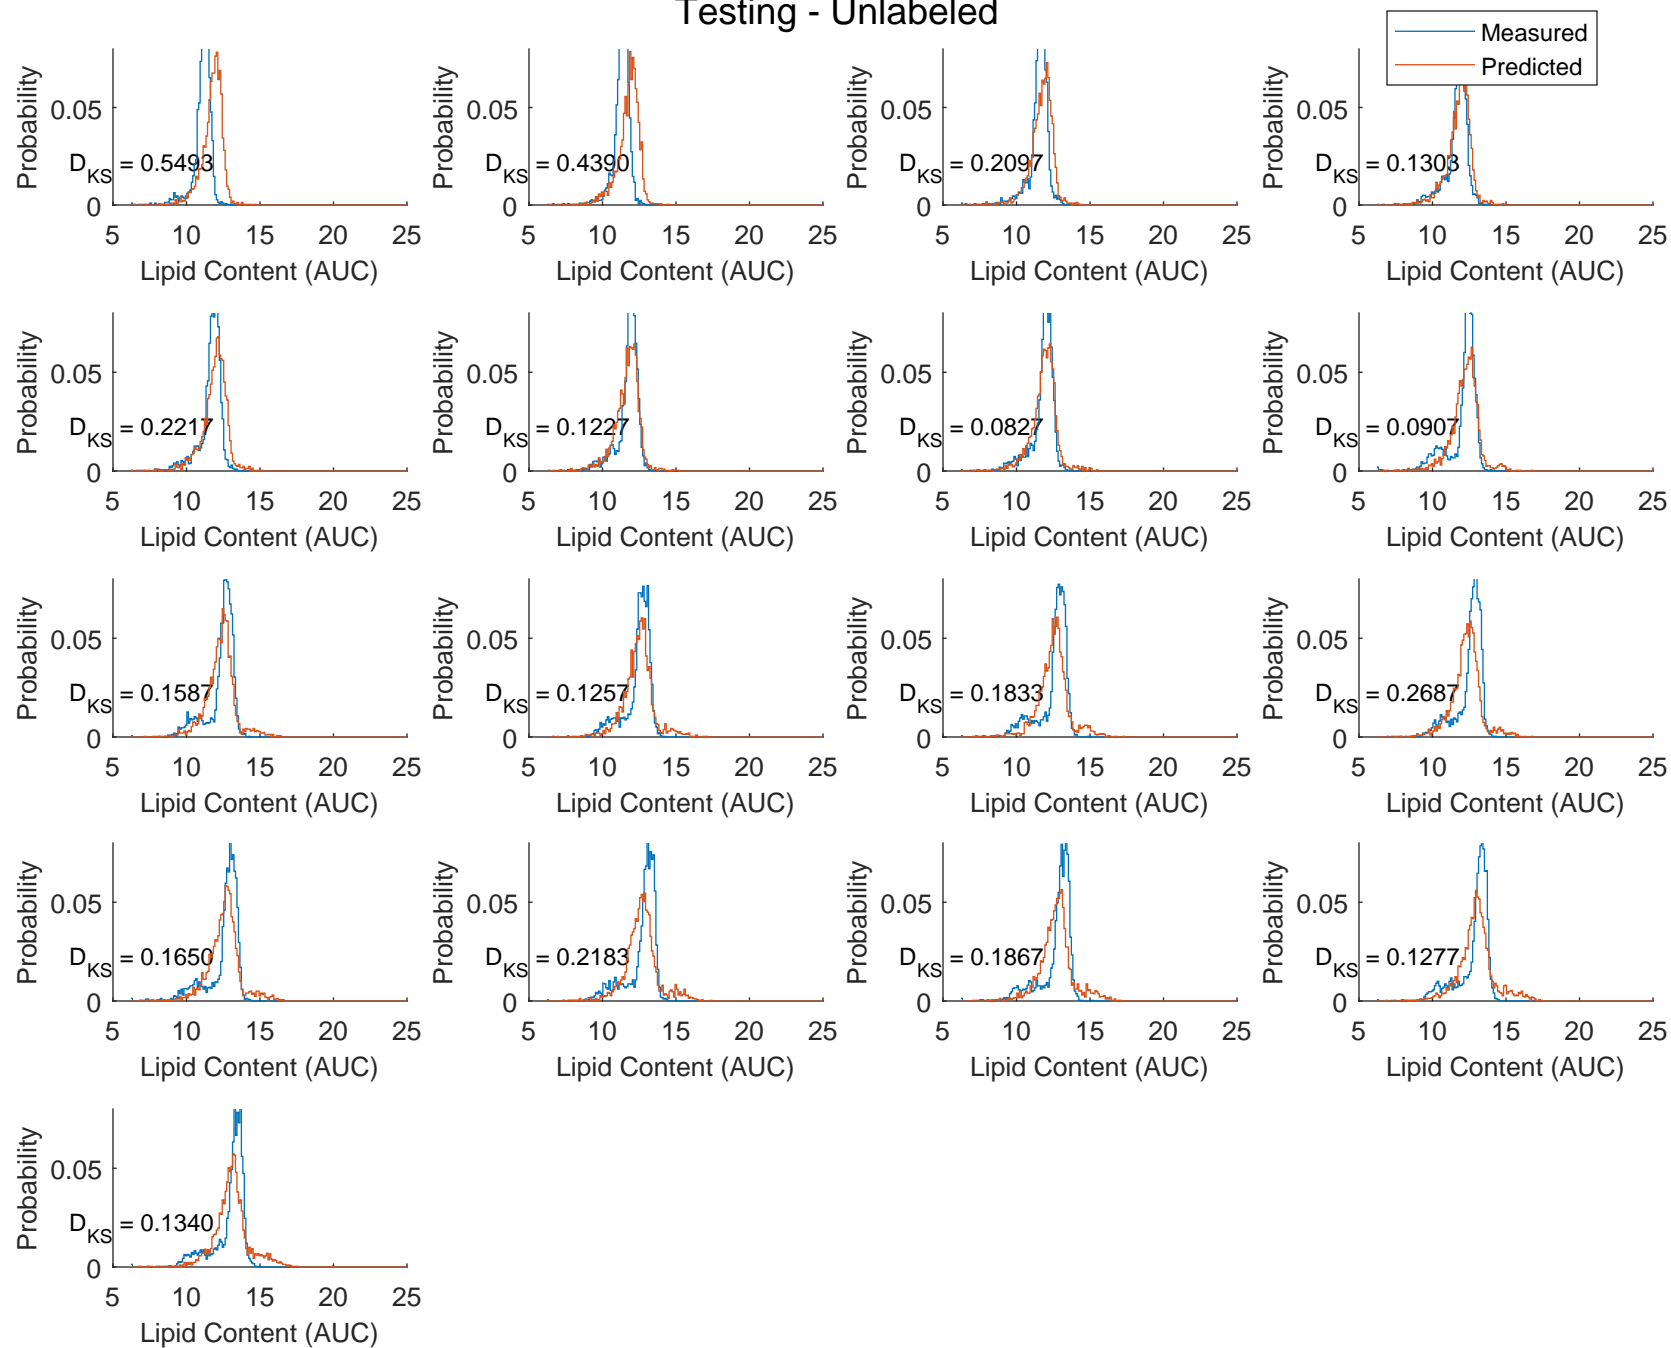 Testing - Unlabeled
Measured
Predicted
Probability
0.05
0
D_KS = 0.5493
5 10 15 20 25
Lipid Content (AUC)
Probability
0.05
0
D_KS = 0.4390
5 10 15 20 25
Lipid Content (AUC)
Probability
0.05
0
D_KS = 0.2097
5 10 15 20 25
Lipid Content (AUC)
Probability
0.05
0
D_KS = 0.1303
5 10 15 20 25
Lipid Content (AUC)
Probability
0.05
0
D_KS = 0.2217
5 10 15 20 25
Lipid Content (AUC)
Probability
0.05
0
D_KS = 0.1227
5 10 15 20 25
Lipid Content (AUC)
Probability
0.05
0
D_KS = 0.0827
5 10 15 20 25
Lipid Content (AUC)
Probability
0.05
0
D_KS = 0.0907
5 10 15 20 25
Lipid Content (AUC)
Probability
0.05
0
D_KS = 0.1587
5 10 15 20 25
Lipid Content (AUC)
Probability
0.05
0
D_KS = 0.1257
5 10 15 20 25
Lipid Content (AUC)
Probability
0.05
0
D_KS = 0.1833
5 10 15 20 25
Lipid Content (AUC)
Probability
0.05
0
D_KS = 0.2687
5 10 15 20 25
Lipid Content (AUC)
Probability
0.05
0
D_KS = 0.1650
5 10 15 20 25
Lipid Content (AUC)
Probability
0.05
0
D_KS = 0.2183
5 10 15 20 25
Lipid Content (AUC)
Probability
0.05
0
D_KS = 0.1867
5 10 15 20 25
Lipid Content (AUC)
Probability
0.05
0
D_KS = 0.1277
5 10 15 20 25
Lipid Content (AUC)
Probability
0.05
0
D_KS = 0.1340
5 10 15 20 25
Lipid Content (AUC)